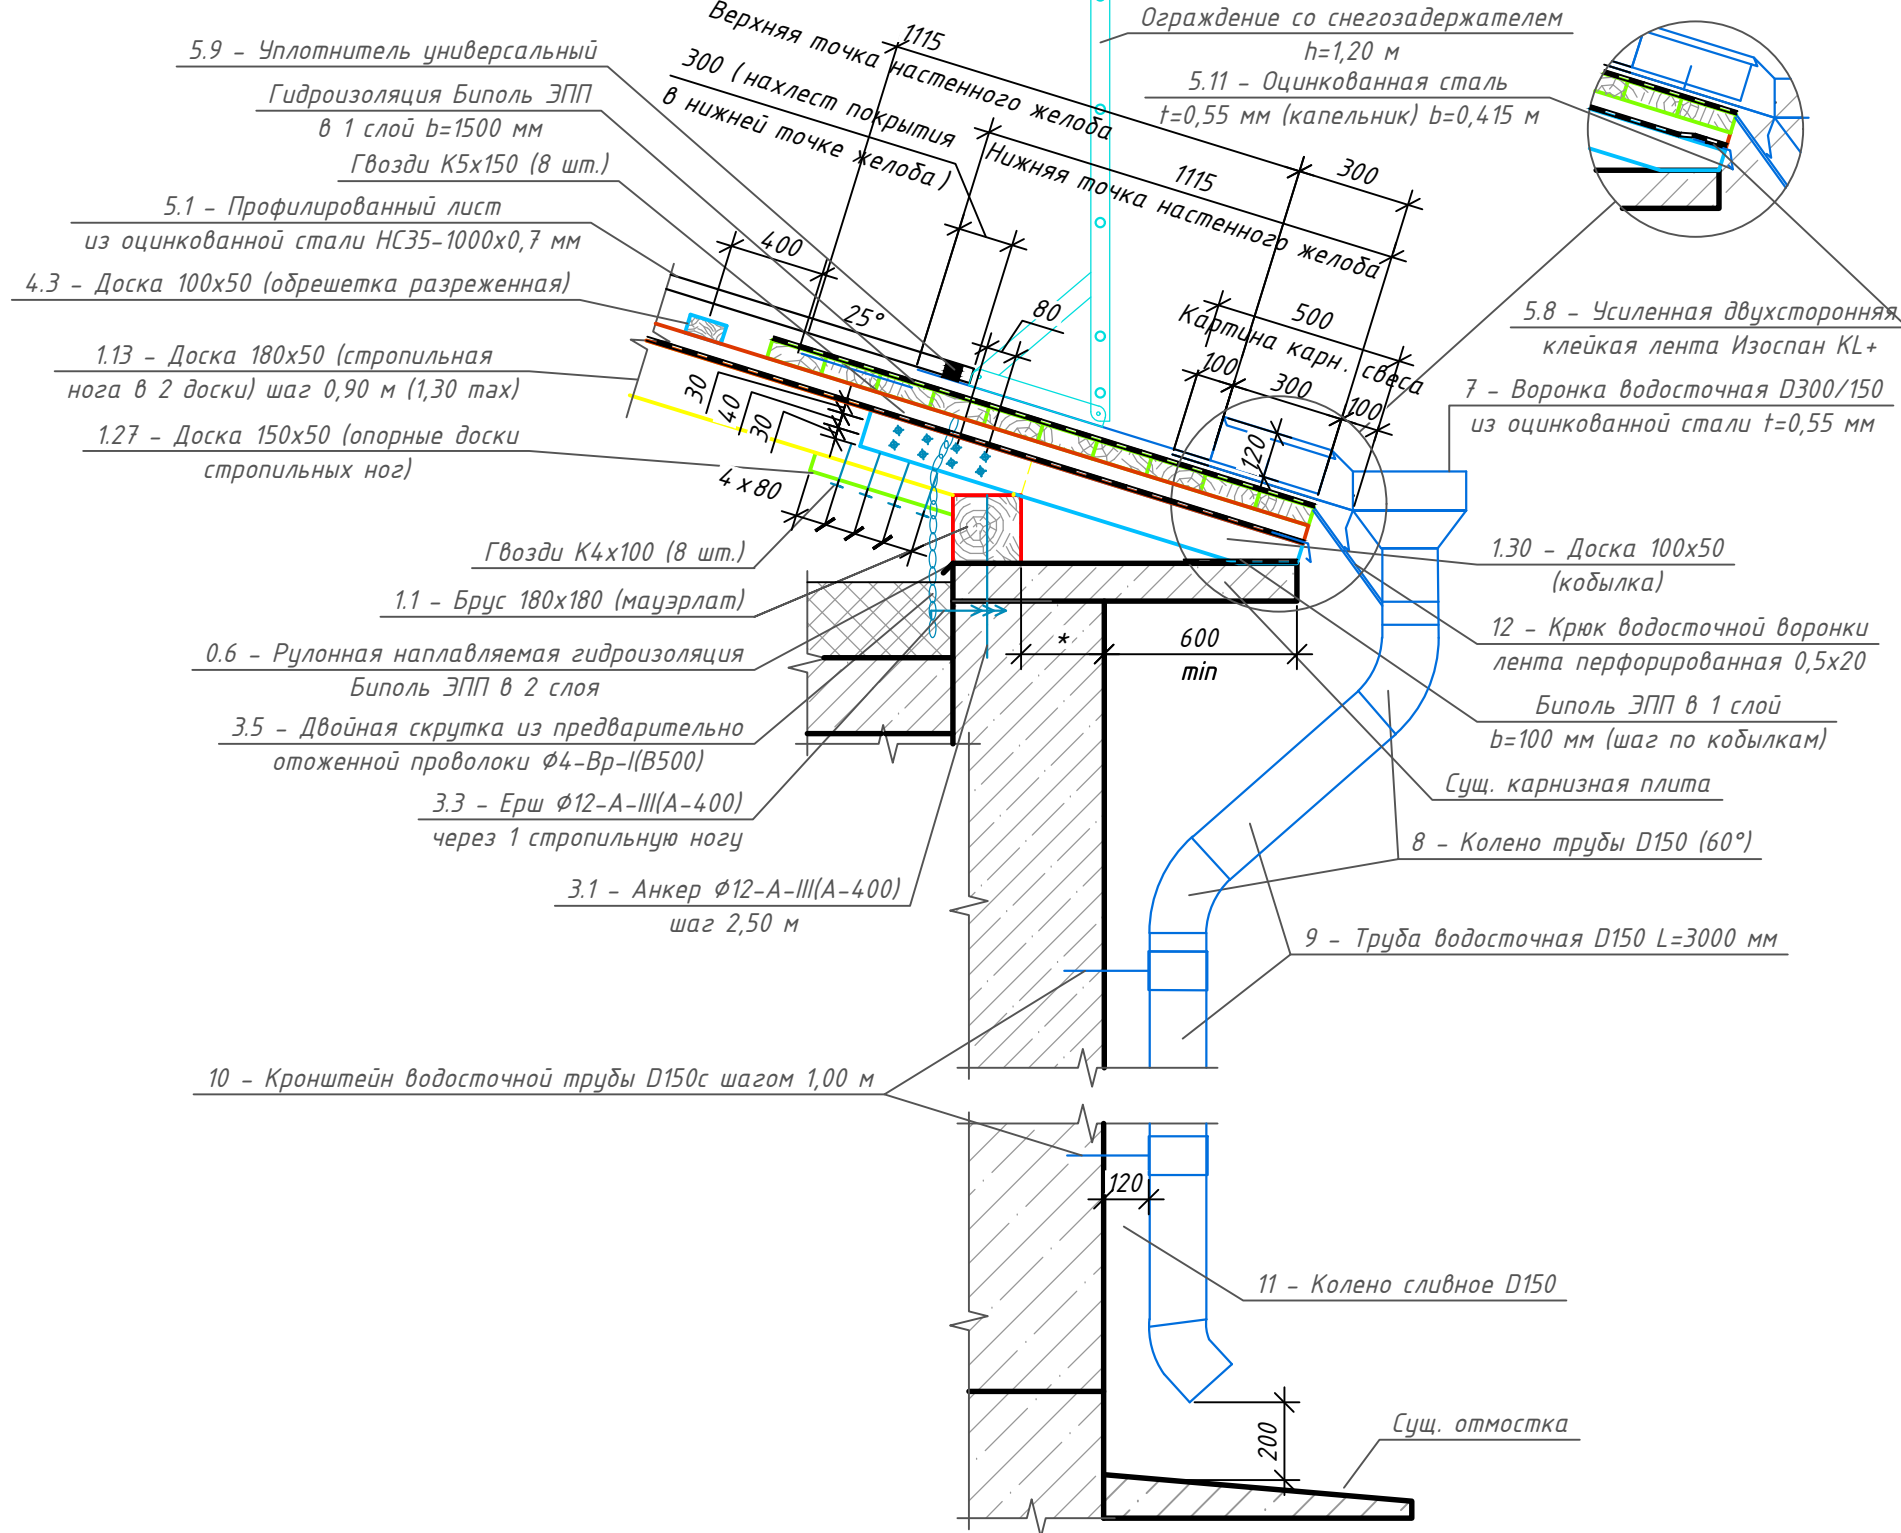 5.9 - Уплотнитель универсальный
Гидроизоляция Биполь ЭПП
в 1 слой b=1500 мм
Гвозди К5х150 (8 шт.)
5.1 - Профилированный лист
из оцинкованной стали НС35-1000х0,7 мм
4.3 - Доска 100х50 (обрешетка разреженная)
1.13 - Доска 180х50 (стропильная
нога в 2 доски) шаг 0,90 м (1,30 max)
1.27 - Доска 150х50 (опорные доски
стропильных ног)
Гвозди К4х100 (8 шт.)
1.1 - Брус 180х180 (мауэрлат)
0.6 - Рулонная наплавляемая гидроизоляция
Биполь ЭПП в 2 слоя
3.5 - Двойная скрутка из предварительно
отоженной проволоки Ф4-Вр-I(В500)
3.3 - Ерш Ф12-А-III(А-400)
через 1 стропильную ногу
3.1 - Анкер Ф12-А-III(А-400)
шаг 2,50 м
10 - Кронштейн водосточной трубы D150с шагом 1,00 м
1115
Верхняя точка настенного желоба
300 (нахлест покрытия
в нижней точке желоба)
300
1115
Нижняя точка настенного желоба
400
25°
80
500
Картина карн. свеса
100
300
100
120
30
40
30
4 х 80
*
600
min
120
200
Ограждение со снегозадержателем
h=1,20 м
5.11 - Оцинкованная сталь
t=0,55 мм (капельник) b=0,415 м
5.8 - Усиленная двухсторонняя
клейкая лента Изоспан KL+
7 - Воронка водосточная D300/150
из оцинкованной стали t=0,55 мм
1.30 - Доска 100х50
(кобылка)
12 - Крюк водосточной воронки
лента перфорированная 0,5х20
Биполь ЭПП в 1 слой
b=100 мм (шаг по кобылкам)
Сущ. карнизная плита
8 - Колено трубы D150 (60°)
9 - Труба водосточная D150 L=3000 мм
11 - Колено сливное D150
Сущ. отмостка